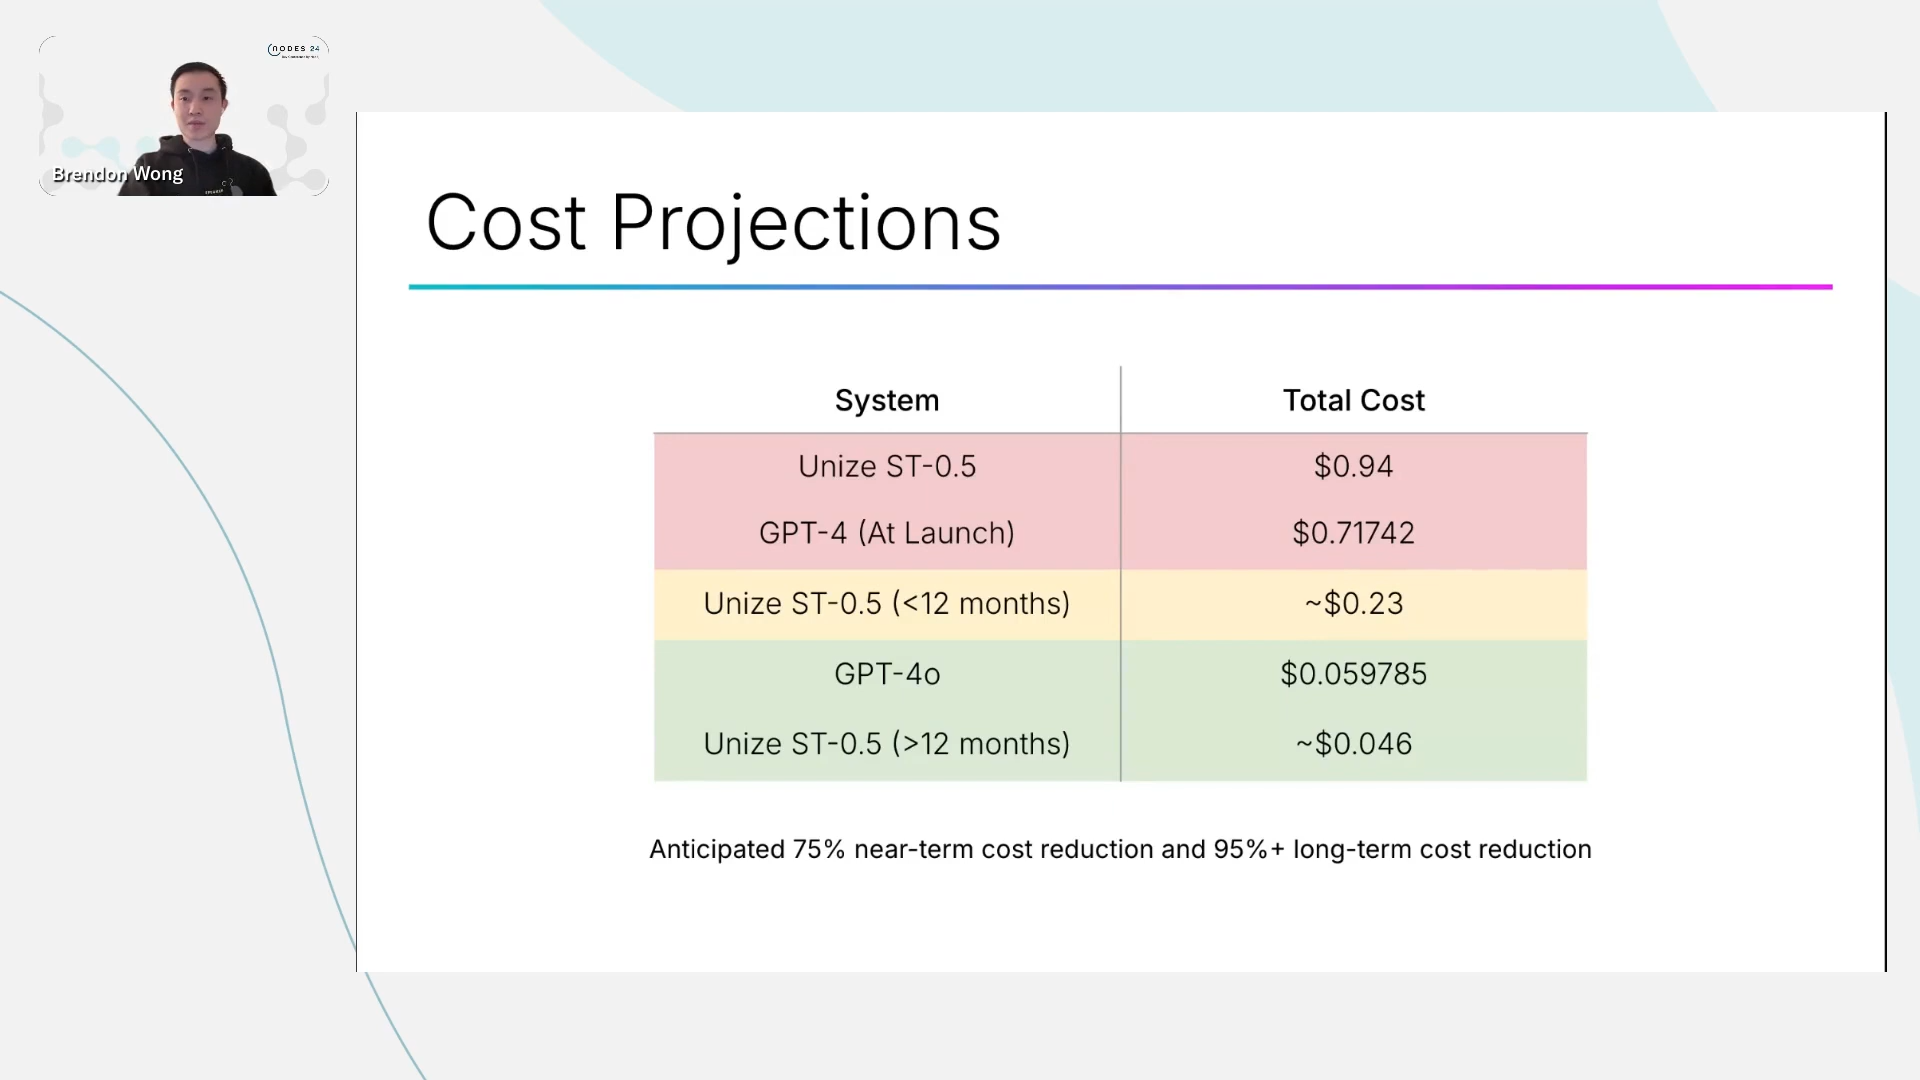 NODES 24
Brendon Wong
Cost Projections
System Total Cost
Unize ST-0.5 $0.94
GPT-4 (At Launch) $0.71742
Unize ST-0.5 (<12 months) ~$0.23
GPT-4o $0.059785
Unize ST-0.5 (>12 months) ~$0.046
Anticipated 75% near-term cost reduction and 95%+ long-term cost reduction